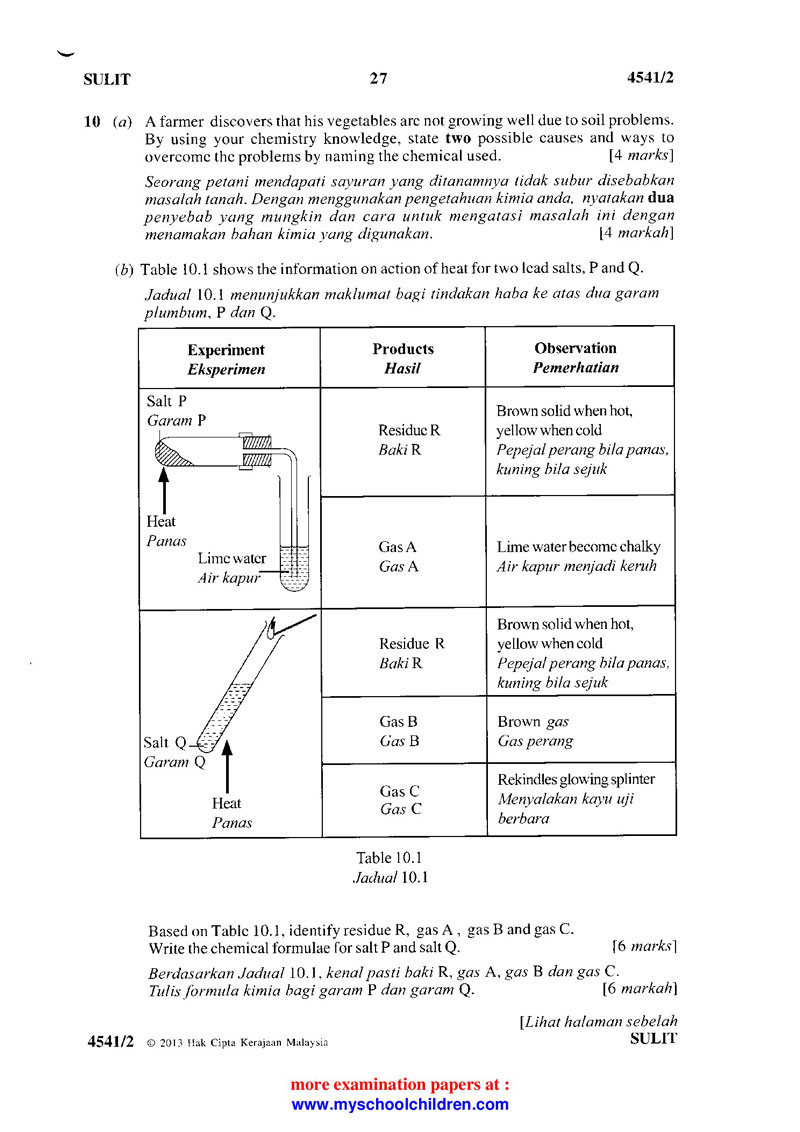 SULIT 27 4541/2
10 (a) A farmer discovers that his vegetables are not growing well due to soil problems.
By using your chemistry knowledge, state two possible causes and ways to
overcome the problems by naming the chemical used. [4 marks]
Seorang petani mendapati sayuran yang ditanamnya tidak subur disebabkan
masalah tanah. Dengan menggunakan pengetahuan kimia anda, nyatakan dua
penyebab yang mungkin dan cara untuk mengatasi masalah ini dengan
menamakan bahan kimia yang digunakan. [4 markah]
(b) Table 10.1 shows the information on action of heat for two lead salts, P and Q.
Jadual 10.1 menunjukkan maklumat bagi tindakan haba ke atas dua garam
plumbum, P dan Q.
Experiment
Eksperimen
Products
Hasil
Observation
Pemerhatian
Salt P
Garam P
Heat
Panas
Lime water
Air kapur
Residue R
Baki R
Brown solid when hot,
yellow when cold
Pepejal perang bila panas,
kuning bila sejuk
Gas A
Gas A
Lime water become chalky
Air kapur menjadi keruh
Salt Q
Garam Q
Heat
Panas
Residue R
Baki R
Brown solid when hot,
yellow when cold
Pepejal perang bila panas,
kuning bila sejuk
Gas B
Gas B
Brown gas
Gas perang
Gas C
Gas C
Rekindles glowing splinter
Menyalakan kayu uji
berbara
Table 10.1
Jadual 10.1
Based on Table 10.1, identify residue R, gas A , gas B and gas C.
Write the chemical formulae for salt P and salt Q. [6 marks]
Berdasarkan Jadual 10.1, kenal pasti baki R, gas A, gas B dan gas C.
Tulis formula kimia bagi garam P dan garam Q. [6 markah]
[Lihat halaman sebelah
4541/2 © 2013 Hak Cipta Kerajaan Malaysia SULIT
more examination papers at :
www.myschoolchildren.com